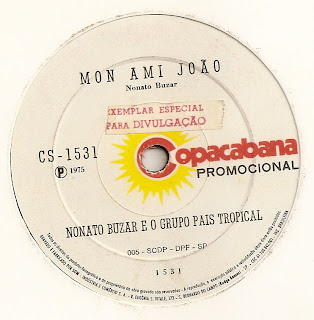 MON AMI JOÃO
Nonato Buzar
EXEMPLAR ESPECIAL
PARA DIVULGAÇÃO
CS-1531
P 1975
Copacabana
PROMOCIONAL
NONATO BUZAR E O GRUPO PAIS TROPICAL
005 - SCDP - DPF - SP
1531